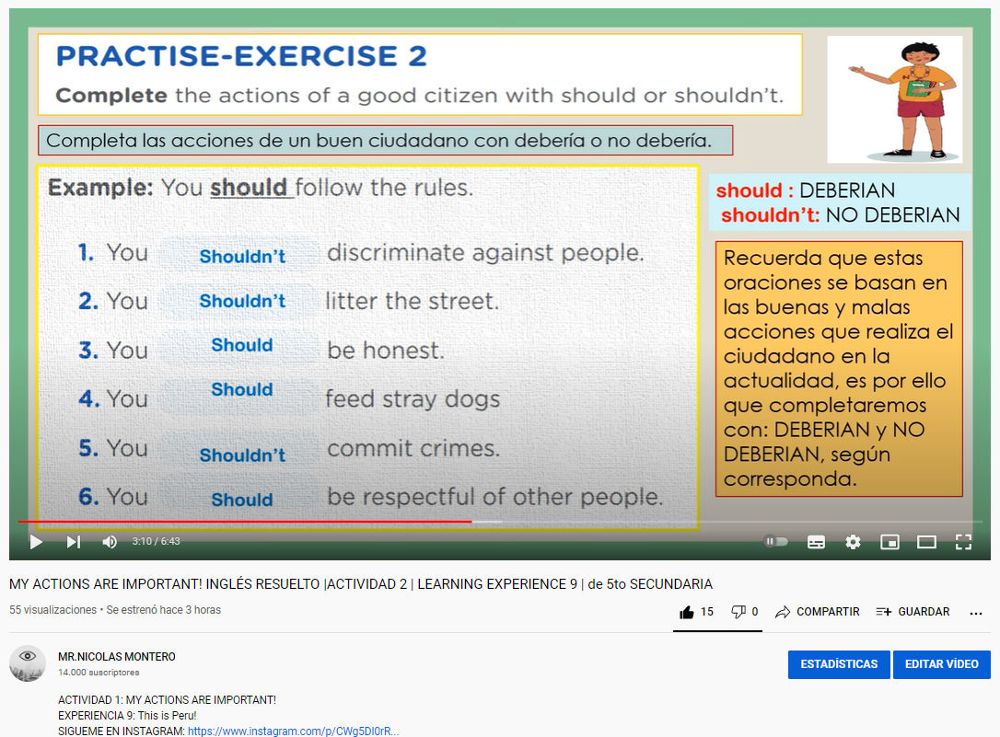 PRACTISE-EXERCISE 2
Complete the actions of a good citizen with should or shouldn't.
Completa las acciones de un buen ciudadano con debería o no debería.
Example: You should follow the rules.
1. You Shouldn't discriminate against people.
2. You Shouldn't litter the street.
3. You Should be honest.
4. You Should feed stray dogs
5. You Shouldn't commit crimes.
6. You Should be respectful of other people.
should : DEBERIAN
shouldn't: NO DEBERIAN
Recuerda que estas
oraciones se basan en
las buenas y malas
acciones que realiza el
ciudadano en la
actualidad, es por ello
que completaremos
con: DEBERIAN y NO
DEBERIAN, según
corresponda.
3:10 / 6:43
MY ACTIONS ARE IMPORTANT! INGLÉS RESUELTO |ACTIVIDAD 2 | LEARNING EXPERIENCE 9 | de 5to SECUNDARIA
55 visualizaciones • Se estrenó hace 3 horas
15 0 COMPARTIR GUARDAR ...
MR.NICOLAS MONTERO
14.000 suscriptores
ESTADÍSTICAS EDITAR VÍDEO
ACTIVIDAD 1: MY ACTIONS ARE IMPORTANT!
EXPERIENCIA 9: This is Peru!
SIGUEME EN INSTAGRAM: https://www.instagram.com/p/CWg5DI0rR...